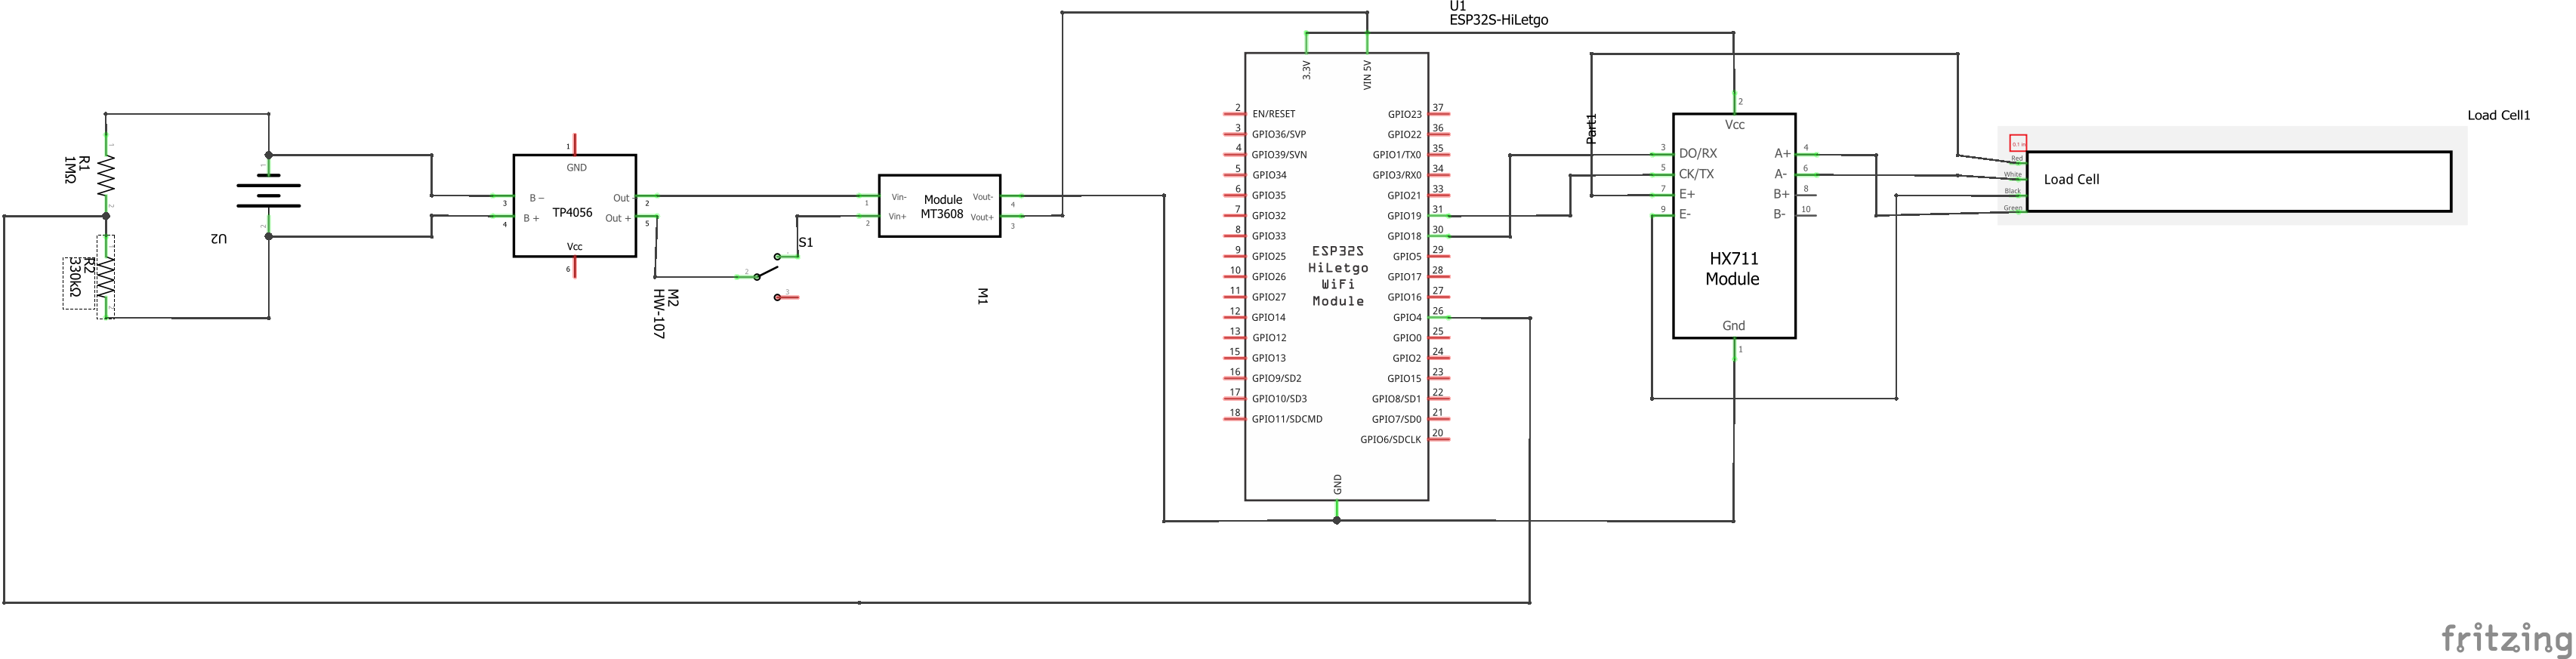 U1
ESP32S-HiLetgo
3.3V
VIN 5V
2 EN/RESET
3 GPIO36/SVP
4 GPIO39/SVN
5 GPIO34
6 GPIO35
7 GPIO32
8 GPIO33
9 GPIO25
10 GPIO26
11 GPIO27
12 GPIO14
13 GPIO12
15 GPIO13
16 GPIO9/SD2
17 GPIO10/SD3
18 GPIO11/SDCMD
GPIO23 37
GPIO22 36
GPIO1/TX0 35
GPIO3/RX0 34
GPIO21 33
GPIO19 31
GPIO18 30
GPIO5 29
GPIO17 28
GPIO16 27
GPIO4 26
GPIO0 25
GPIO2 24
GPIO15 23
GPIO8/SD1 22
GPIO7/SD0 21
GPIO6/SDCLK 20
ESP32S
HiLetgo
WiFi
Module
GND
R1
1MΩ
1
2
R2
330kΩ
U2
1
2
1
GND
B -
3
B +
4
TP4056
Out -
2
Out +
5
Vcc
6
M2
HW-107
S1
2
3
Vin-
1
Vin+
2
Module
MT3608
Vout-
4
Vout+
3
M1
Part1
2
Vcc
3 DO/RX
5 CK/TX
7 E+
9 E-
A+ 4
A- 6
B+ 8
B- 10
HX711
Module
Gnd
1
Load Cell1
0.1 in
Red
White
Black
Green
Load Cell
fritzing